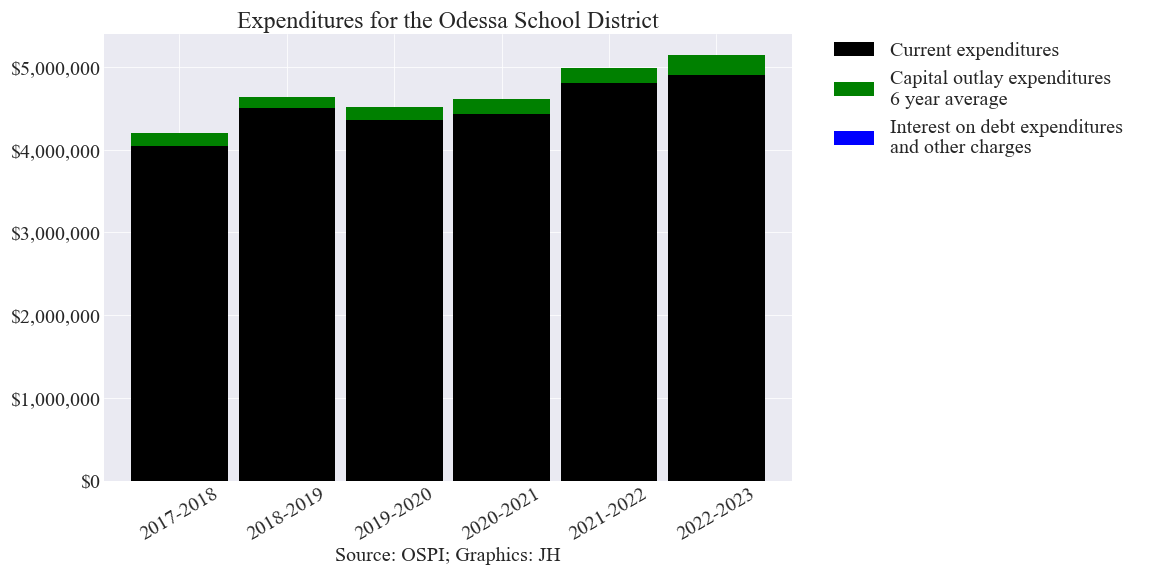 Expenditures for the Odessa School District
$5,000,000
$4,000,000
$3,000,000
$2,000,000
$1,000,000
$0
2017-2018
2018-2019
2019-2020
2020-2021
2021-2022
2022-2023
Source: OSPI; Graphics: JH
Current expenditures
Capital outlay expenditures
6 year average
Interest on debt expenditures
and other charges